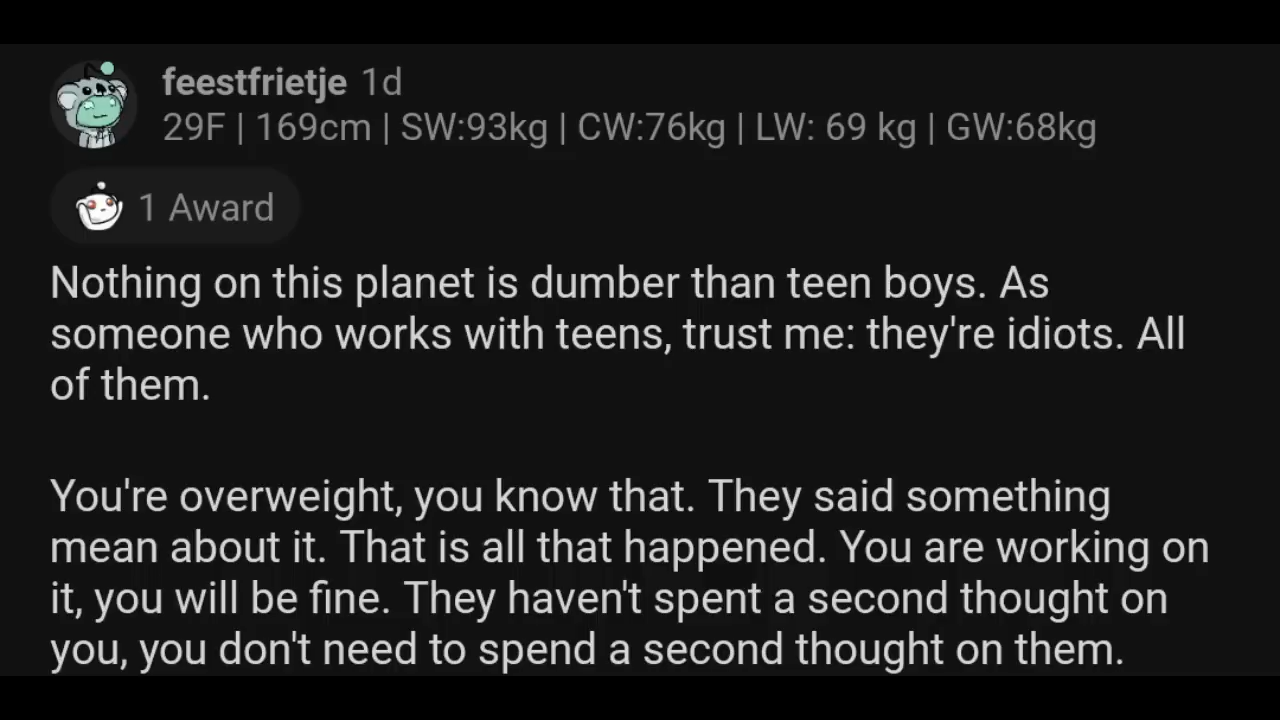 feestfrietje 1d
29F | 169cm | SW:93kg | CW:76kg | LW: 69 kg | GW:68kg
1 Award
Nothing on this planet is dumber than teen boys. As
someone who works with teens, trust me: they're idiots. All
of them.
You're overweight, you know that. They said something
mean about it. That is all that happened. You are working on
it, you will be fine. They haven't spent a second thought on
you, you don't need to spend a second thought on them.